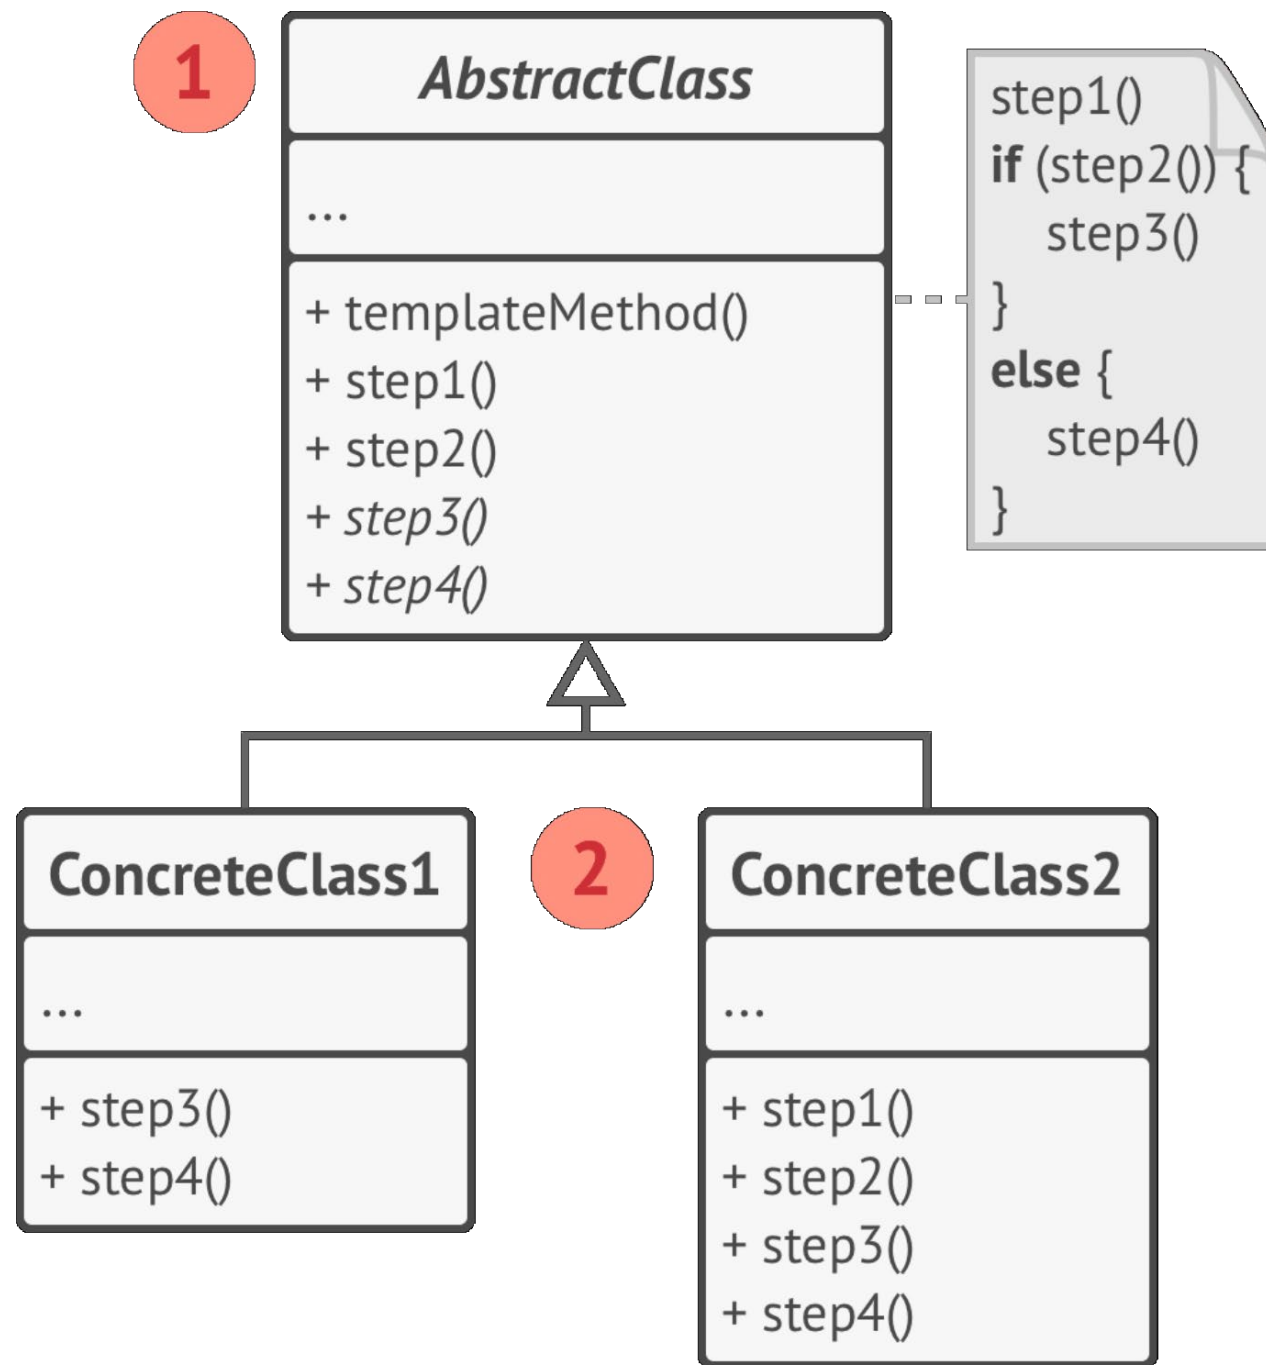 1
AbstractClass
...
+ templateMethod()
+ step1()
+ step2()
+ step3()
+ step4()
step1()
if (step2()) {
step3()
}
else {
step4()
}
ConcreteClass1
...
+ step3()
+ step4()
2
ConcreteClass2
...
+ step1()
+ step2()
+ step3()
+ step4()